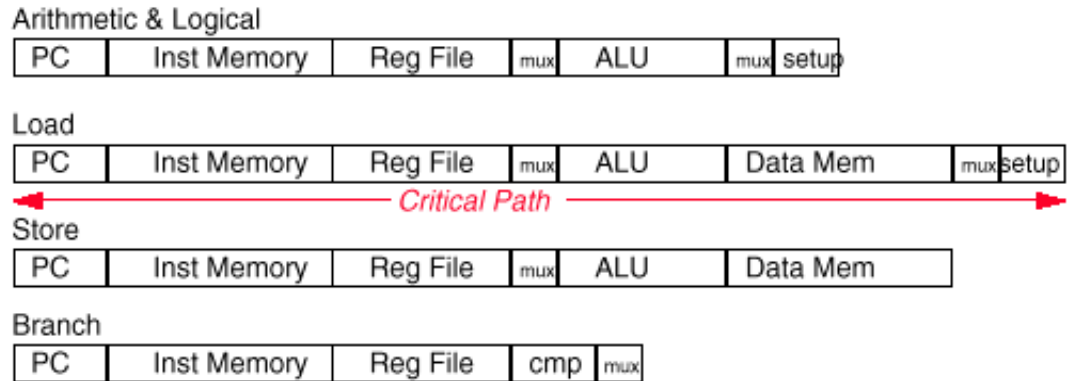 Arithmetic & Logical
PC Inst Memory Reg File mux ALU mux setup
Load
PC Inst Memory Reg File mux ALU Data Mem mux setup
Critical Path
Store
PC Inst Memory Reg File mux ALU Data Mem
Branch
PC Inst Memory Reg File cmp mux